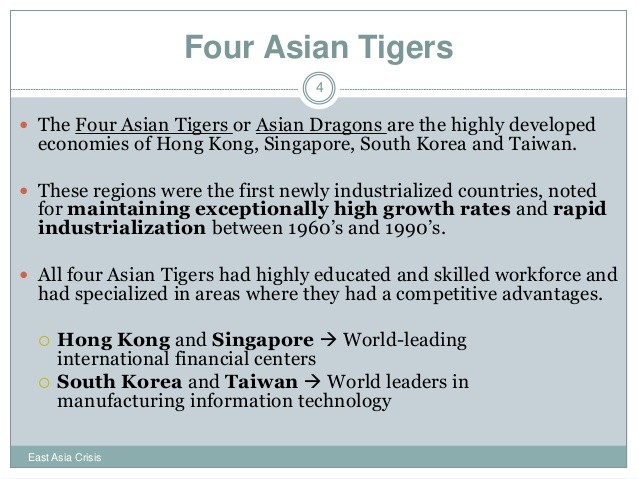 Four Asian Tigers
4
• The Four Asian Tigers or Asian Dragons are the highly developed
economies of Hong Kong, Singapore, South Korea and Taiwan.
• These regions were the first newly industrialized countries, noted
for maintaining exceptionally high growth rates and rapid
industrialization between 1960’s and 1990’s.
• All four Asian Tigers had highly educated and skilled workforce and
had specialized in areas where they had a competitive advantages.
○ Hong Kong and Singapore → World-leading
international financial centers
○ South Korea and Taiwan → World leaders in
manufacturing information technology
East Asia Crisis